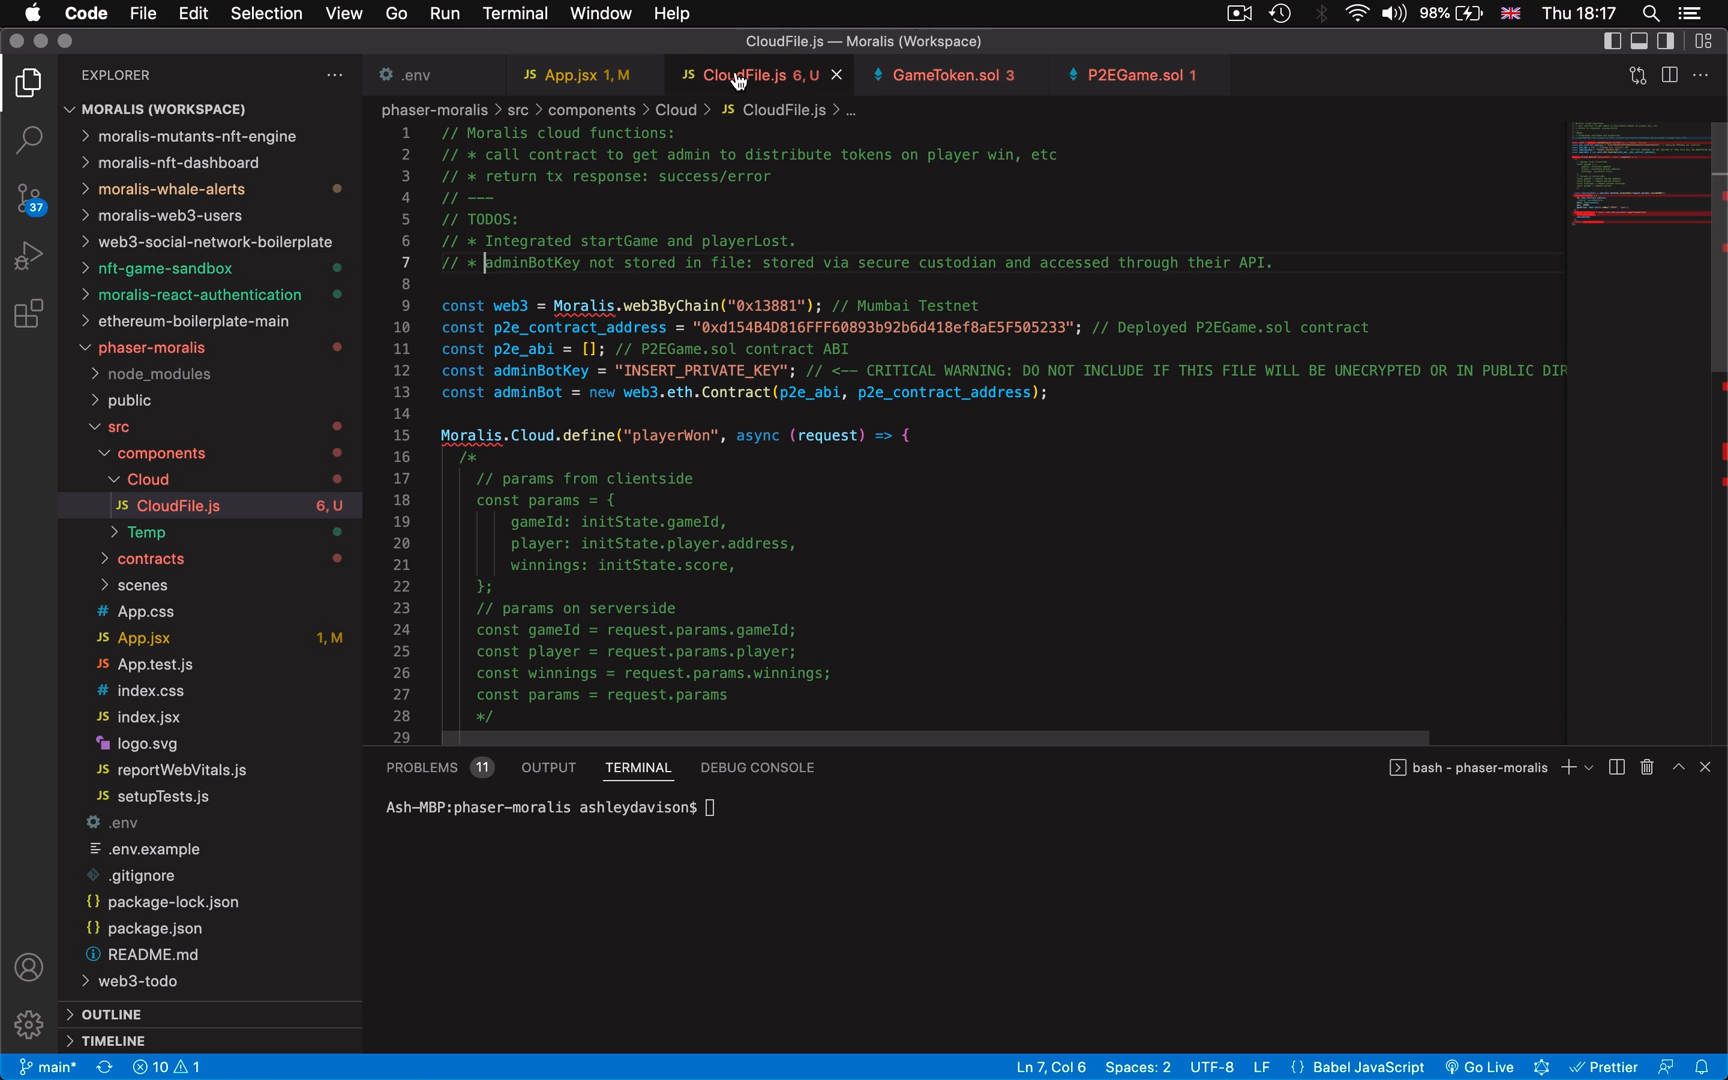 Code File Edit Selection View Go Run Terminal Window Help 98% Thu 18:17
CloudFile.js — Moralis (Workspace)
EXPLORER
.env
JS App.jsx 1, M
JS CloudFile.js 6, U
GameToken.sol 3
P2EGame.sol 1
phaser-moralis > src > components > Cloud > JS CloudFile.js > ...
MORALIS (WORKSPACE)
moralis-mutants-nft-engine
moralis-nft-dashboard
moralis-whale-alerts
moralis-web3-users
web3-social-network-boilerplate
nft-game-sandbox
moralis-react-authentication
ethereum-boilerplate-main
phaser-moralis
node_modules
public
src
components
Cloud
JS CloudFile.js 6, U
Temp
contracts
scenes
# App.css
JS App.jsx 1, M
JS App.test.js
# index.css
JS index.jsx
logo.svg
JS reportWebVitals.js
JS setupTests.js
.env
.env.example
.gitignore
{} package-lock.json
{} package.json
README.md
web3-todo
OUTLINE
TIMELINE
37
1 // Moralis cloud functions:
2 // * call contract to get admin to distribute tokens on player win, etc
3 // * return tx response: success/error
4 // ---
5 // TODOS:
6 // * Integrated startGame and playerLost.
7 // * adminBotKey not stored in file: stored via secure custodian and accessed through their API.
8
9 const web3 = Moralis.web3ByChain("0x13881"); // Mumbai Testnet
10 const p2e_contract_address = "0xd154B4D816FFF60893b92b6d418ef8aE5F505233"; // Deployed P2EGame.sol contract
11 const p2e_abi = []; // P2EGame.sol contract ABI
12 const adminBotKey = "INSERT_PRIVATE_KEY"; // <-- CRITICAL WARNING: DO NOT INCLUDE IF THIS FILE WILL BE UNECRYPTED OR IN PUBLIC DIR
13 const adminBot = new web3.eth.Contract(p2e_abi, p2e_contract_address);
14
15 Moralis.Cloud.define("playerWon", async (request) => {
16 /*
17 // params from clientside
18 const params = {
19 gameId: initState.gameId,
20 player: initState.player.address,
21 winnings: initState.score,
22 };
23 // params on serverside
24 const gameId = request.params.gameId;
25 const player = request.params.player;
26 const winnings = request.params.winnings;
27 const params = request.params
28 */
29
PROBLEMS 11 OUTPUT TERMINAL DEBUG CONSOLE bash - phaser-moralis
Ash-MBP:phaser-moralis ashleydavison$
main* 10 1 Ln 7, Col 6 Spaces: 2 UTF-8 LF {} Babel JavaScript Go Live Prettier